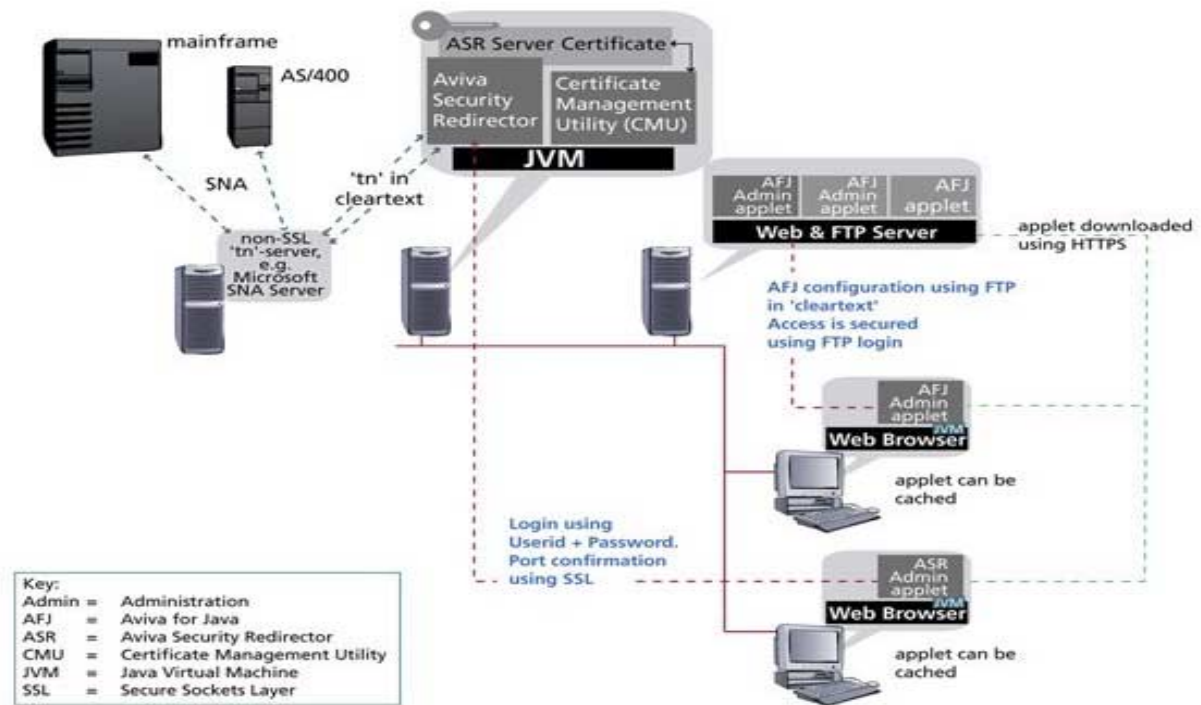 mainframe
AS/400
SNA
'tn' in
cleartext
non-SSL
'tn'-server,
e.g.
Microsoft
SNA Server
ASR Server Certificate
Aviva
Security
Redirector
Certificate
Management
Utility (CMU)
JVM
AFJ
Admin
applet
AFJ
Admin
applet
AFJ
applet
Web & FTP Server
applet downloaded
using HTTPS
AFJ configuration using FTP
in 'cleartext'
Access is secured
using FTP login
AFJ
Admin
applet
JVM
Web Browser
applet can be
cached
Login using
Userid + Password.
Port confirmation
using SSL
ASR
Admin
applet
JVM
Web Browser
applet can be
cached
Key:
Admin = Administration
AFJ = Aviva for Java
ASR = Aviva Security Redirector
CMU = Certificate Management Utility
JVM = Java Virtual Machine
SSL = Secure Sockets Layer